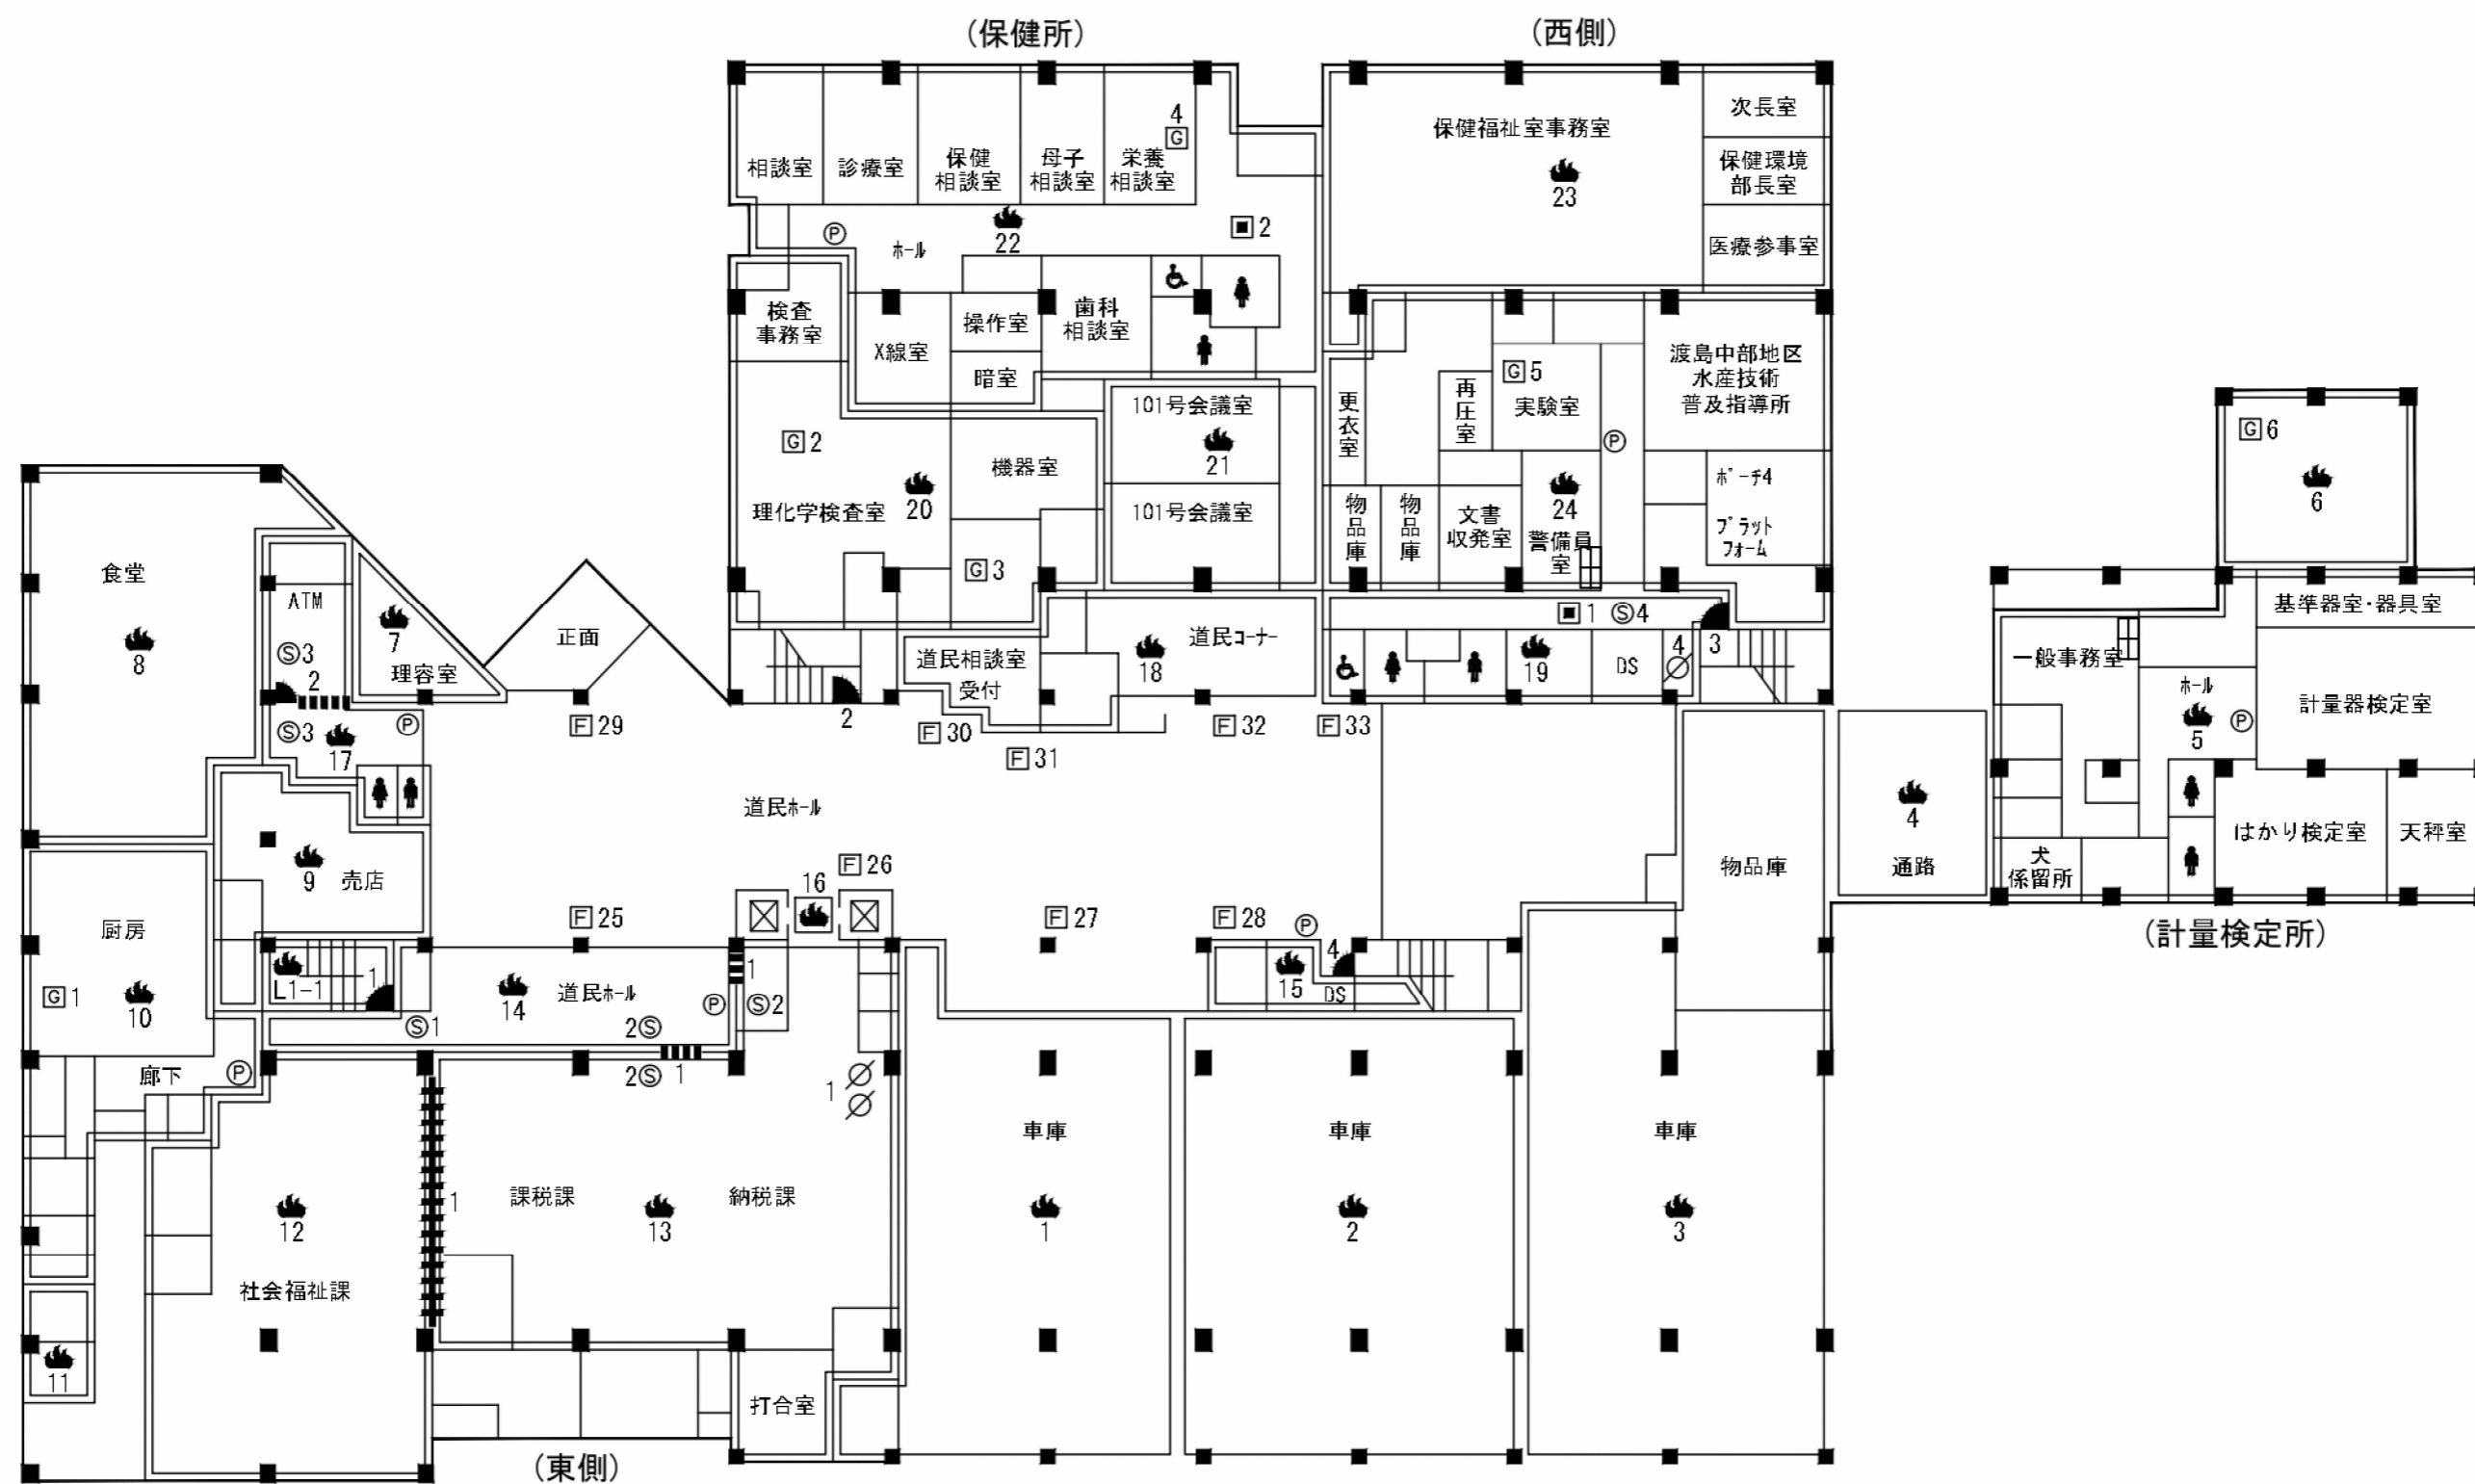 (保健所)
(西側)
相談室
診療室
保健
相談室
母子
相談室
4
G
栄養
相談室
P
ホール
22
2
保健福祉室事務室
23
次長室
保健環境
部長室
医療参事室
検査
事務室
X線室
操作室
暗室
歯科
相談室
G 2
理化学検査室
20
機器室
G 3
101号会議室
21
101号会議室
更衣室
再圧室
G 5
実験室
P
渡島中部地区
水産技術
普及指導所
物品庫
物品庫
文書
収発室
24
警備員
室
ポーチ4
プラット
フォーム
G 6
6
食堂
8
ATM
S 3
2
7
理容室
正面
S 3
17
P
F 29
2
道民相談室
受付
18
道民コーナー
F 30
F 31
F 32
F 33
1
S 4
19
DS
4
3
基準器室・器具室
一般事務室
ホール
5
P
計量器検定室
はかり検定室
天秤室
犬
係留所
(計量検定所)
4
通路
物品庫
道民ホール
9
売店
16
F 26
F 25
F 27
F 28
P
4
15
DS
厨房
G 1
10
L1-1
1
S 1
14
道民ホール
2 S
P
1
S 2
2 S
1
廊下
P
1
12
社会福祉課
1
課税課
13
納税課
車庫
1
車庫
2
車庫
3
11
打合室
(東側)